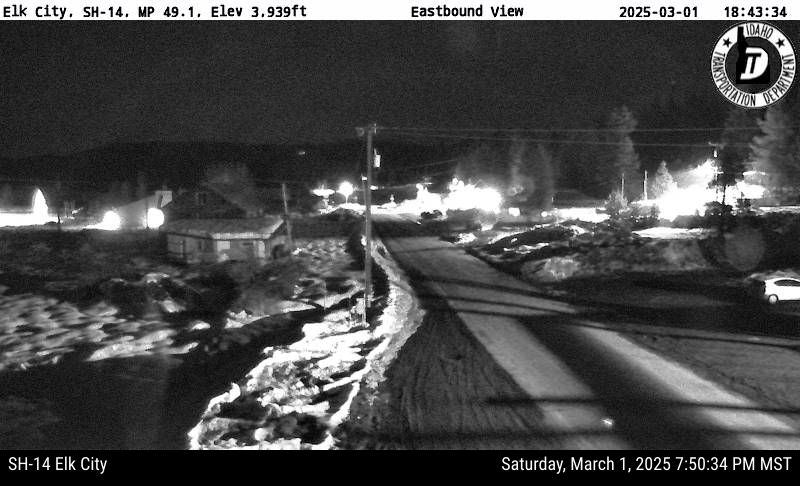 Elk City, SH-14, MP 49.1, Elev 3,939ft Eastbound View 2025-03-01 18:43:34
IDAHO
TRANSPORTATION DEPARTMENT
SH-14 Elk City Saturday, March 1, 2025 7:50:34 PM MST